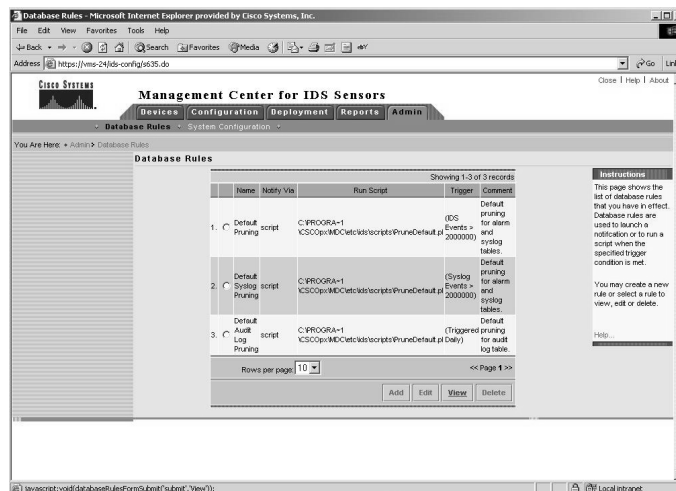 Database Rules - Microsoft Internet Explorer provided by Cisco Systems, Inc.
File Edit View Favorites Tools Help
Back Search Favorites Media
Address https://vms-24/ids-config/s635.do Go
Close | Help | About
CISCO SYSTEMS
Management Center for IDS Sensors
Devices Configuration Deployment Reports Admin
Database Rules System Configuration
You Are Here: Admin > Database Rules
Database Rules
Showing 1-3 of 3 records
Name Notify Via Run Script Trigger Comment
1. Default Pruning script C:\PROGRA~1 \CSCOpx\MDC\etc\ids\scripts\PruneDefault.pl (IDS Events > 2000000) Default pruning for alarm and syslog tables.
2. Default Syslog Pruning script C:\PROGRA~1 \CSCOpx\MDC\etc\ids\scripts\PruneDefault.pl (Syslog Events > 2000000) Default pruning for alarm and syslog tables.
3. Default Audit Log Pruning script C:\PROGRA~1 \CSCOpx\MDC\etc\ids\scripts\PruneDefault.pl (Triggered Daily) Default pruning for audit log table.
Rows per page: 10 << Page 1 >>
Add Edit View Delete
Instructions
This page shows the
list of database rules
that you have in effect.
Database rules are
used to launch a
notifcation or to run a
script when the
specified trigger
condition is met.
You may create a new
rule or select a rule to
view, edit or delete.
Help...
javascript:void(databaseRulesFormSubmit('submit','View'));
Local intranet